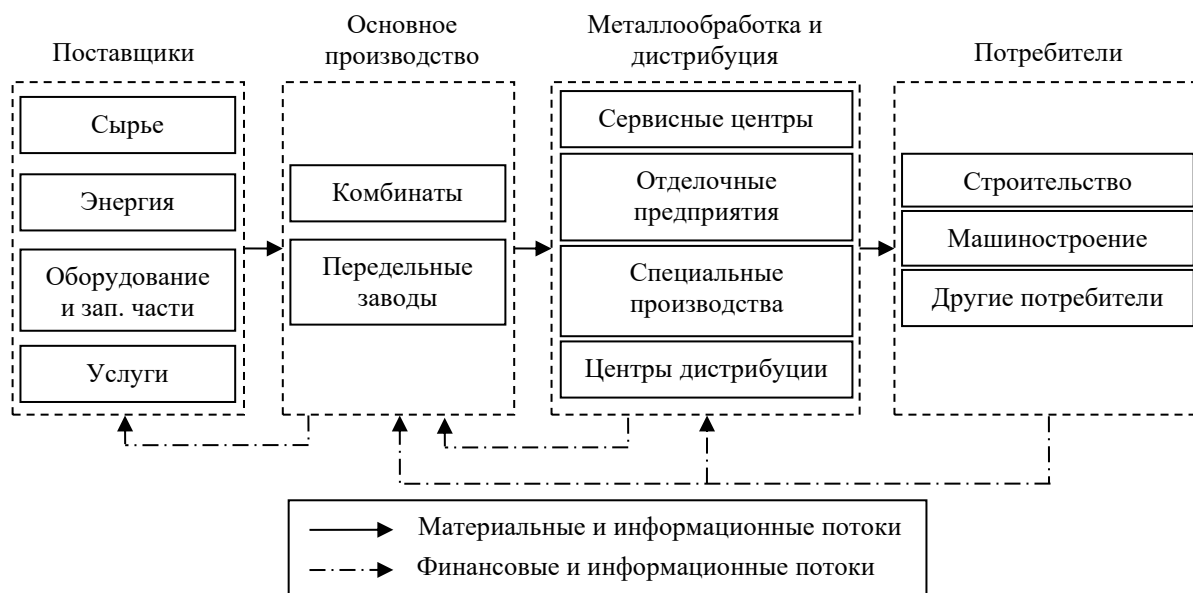 Поставщики
Сырье
Энергия
Оборудование
и зап. части
Услуги
Основное
производство
Комбинаты
Передельные
заводы
Металлообработка и
дистрибуция
Сервисные центры
Отделочные
предприятия
Специальные
производства
Центры дистрибуции
Потребители
Строительство
Машиностроение
Другие потребители
Материальные и информационные потоки
Финансовые и информационные потоки